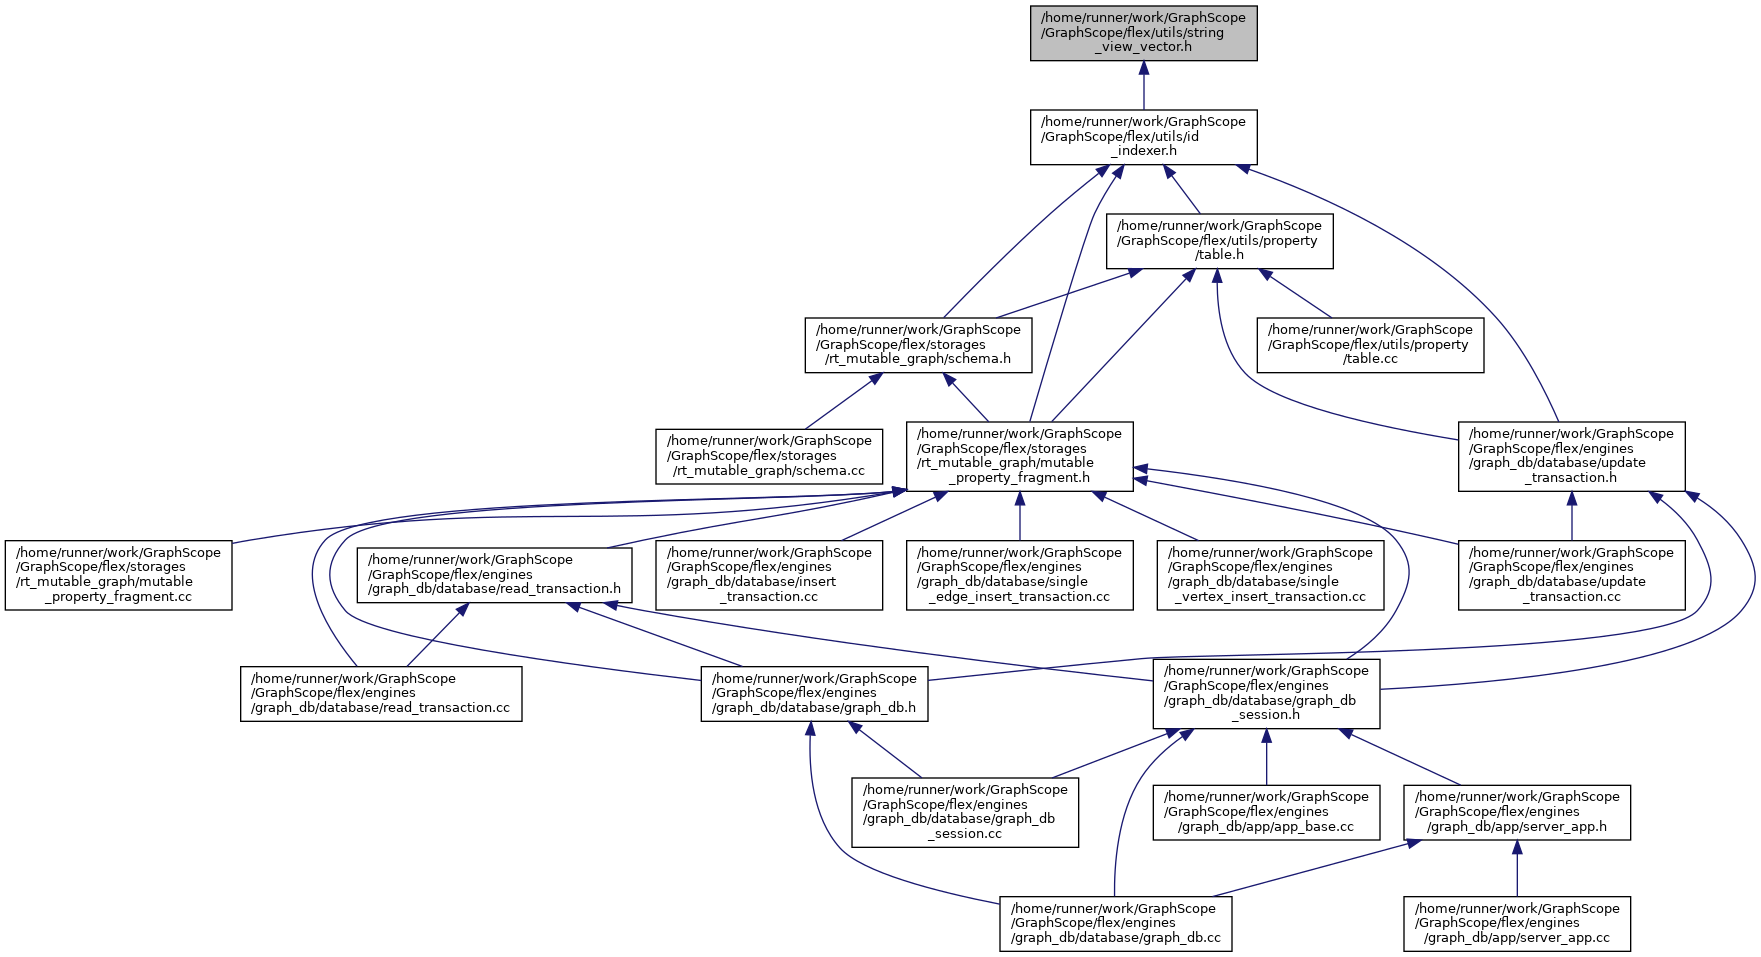 /home/runner/work/GraphScope
/GraphScope/flex/utils/string
_view_vector.h
/home/runner/work/GraphScope
/GraphScope/flex/utils/id
_indexer.h
/home/runner/work/GraphScope
/GraphScope/flex/utils/property
/table.h
/home/runner/work/GraphScope
/GraphScope/flex/storages
/rt_mutable_graph/schema.h
/home/runner/work/GraphScope
/GraphScope/flex/utils/property
/table.cc
/home/runner/work/GraphScope
/GraphScope/flex/storages
/rt_mutable_graph/schema.cc
/home/runner/work/GraphScope
/GraphScope/flex/storages
/rt_mutable_graph/mutable
_property_fragment.h
/home/runner/work/GraphScope
/GraphScope/flex/engines
/graph_db/database/update
_transaction.h
/home/runner/work/GraphScope
/GraphScope/flex/storages
/rt_mutable_graph/mutable
_property_fragment.cc
/home/runner/work/GraphScope
/GraphScope/flex/engines
/graph_db/database/read_transaction.h
/home/runner/work/GraphScope
/GraphScope/flex/engines
/graph_db/database/insert
_transaction.cc
/home/runner/work/GraphScope
/GraphScope/flex/engines
/graph_db/database/single
_edge_insert_transaction.cc
/home/runner/work/GraphScope
/GraphScope/flex/engines
/graph_db/database/single
_vertex_insert_transaction.cc
/home/runner/work/GraphScope
/GraphScope/flex/engines
/graph_db/database/update
_transaction.cc
/home/runner/work/GraphScope
/GraphScope/flex/engines
/graph_db/database/read_transaction.cc
/home/runner/work/GraphScope
/GraphScope/flex/engines
/graph_db/database/graph_db.h
/home/runner/work/GraphScope
/GraphScope/flex/engines
/graph_db/database/graph_db
_session.h
/home/runner/work/GraphScope
/GraphScope/flex/engines
/graph_db/database/graph_db
_session.cc
/home/runner/work/GraphScope
/GraphScope/flex/engines
/graph_db/app/app_base.cc
/home/runner/work/GraphScope
/GraphScope/flex/engines
/graph_db/app/server_app.h
/home/runner/work/GraphScope
/GraphScope/flex/engines
/graph_db/database/graph_db.cc
/home/runner/work/GraphScope
/GraphScope/flex/engines
/graph_db/app/server_app.cc